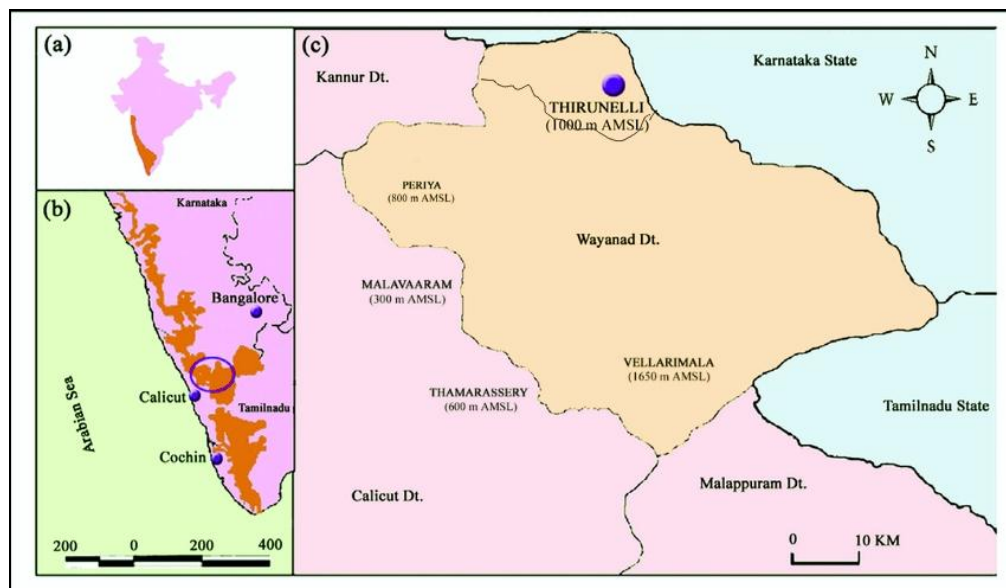 (a)
(b)
Karnataka
Bangalore
Calicut
Tamilnadu
Arabian Sea
Cochin
200 0 200 400
(c)
Kannur Dt.
Karnataka State
N
W E
S
THIRUNELLI
(1000 m AMSL)
PERIYA
(800 m AMSL)
Wayanad Dt.
MALAVAARAM
(300 m AMSL)
VELLARIMALA
(1650 m AMSL)
THAMARASSERY
(600 m AMSL)
Tamilnadu State
Calicut Dt.
Malappuram Dt.
0 10 KM